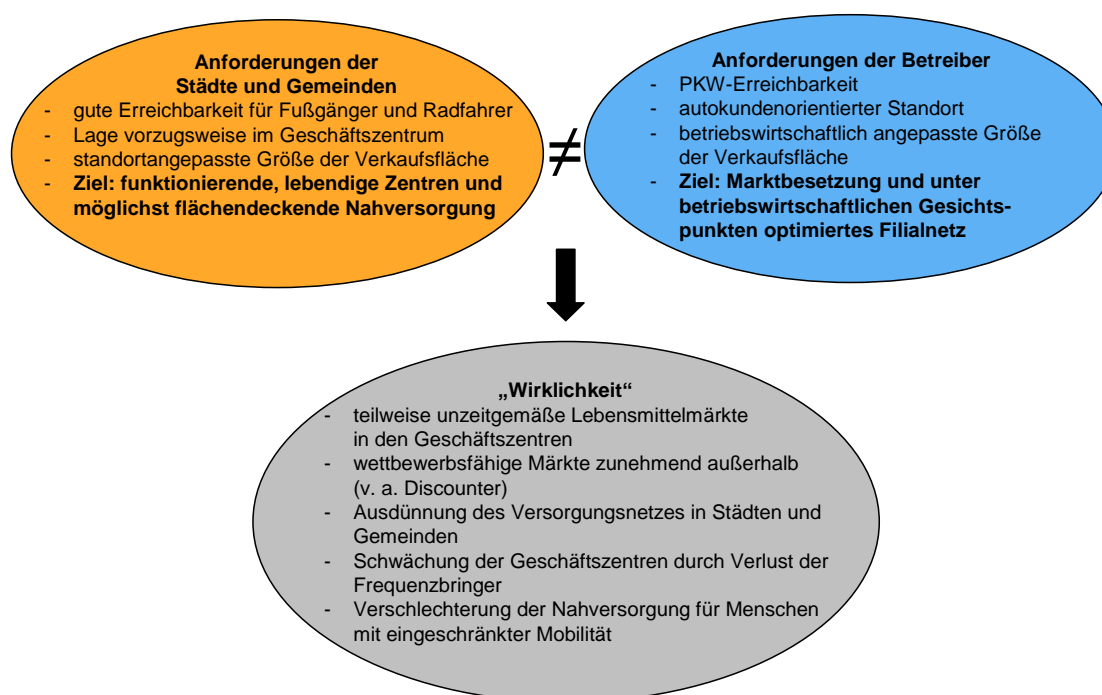 Anforderungen der
Städte und Gemeinden
- gute Erreichbarkeit für Fußgänger und Radfahrer
- Lage vorzugsweise im Geschäftszentrum
- standortangepasste Größe der Verkaufsfläche
- Ziel: funktionierende, lebendige Zentren und
möglichst flächendeckende Nahversorgung
≠
Anforderungen der Betreiber
- PKW-Erreichbarkeit
- autokundenorientierter Standort
- betriebswirtschaftlich angepasste Größe
der Verkaufsfläche
- Ziel: Marktbesetzung und unter
betriebswirtschaftlichen Gesichts-
punkten optimiertes Filialnetz
„Wirklichkeit“
- teilweise unzeitgemäße Lebensmittelmärkte
in den Geschäftszentren
- wettbewerbsfähige Märkte zunehmend außerhalb
(v. a. Discounter)
- Ausdünnung des Versorgungsnetzes in Städten und
Gemeinden
- Schwächung der Geschäftszentren durch Verlust der
Frequenzbringer
- Verschlechterung der Nahversorgung für Menschen
mit eingeschränkter Mobilität